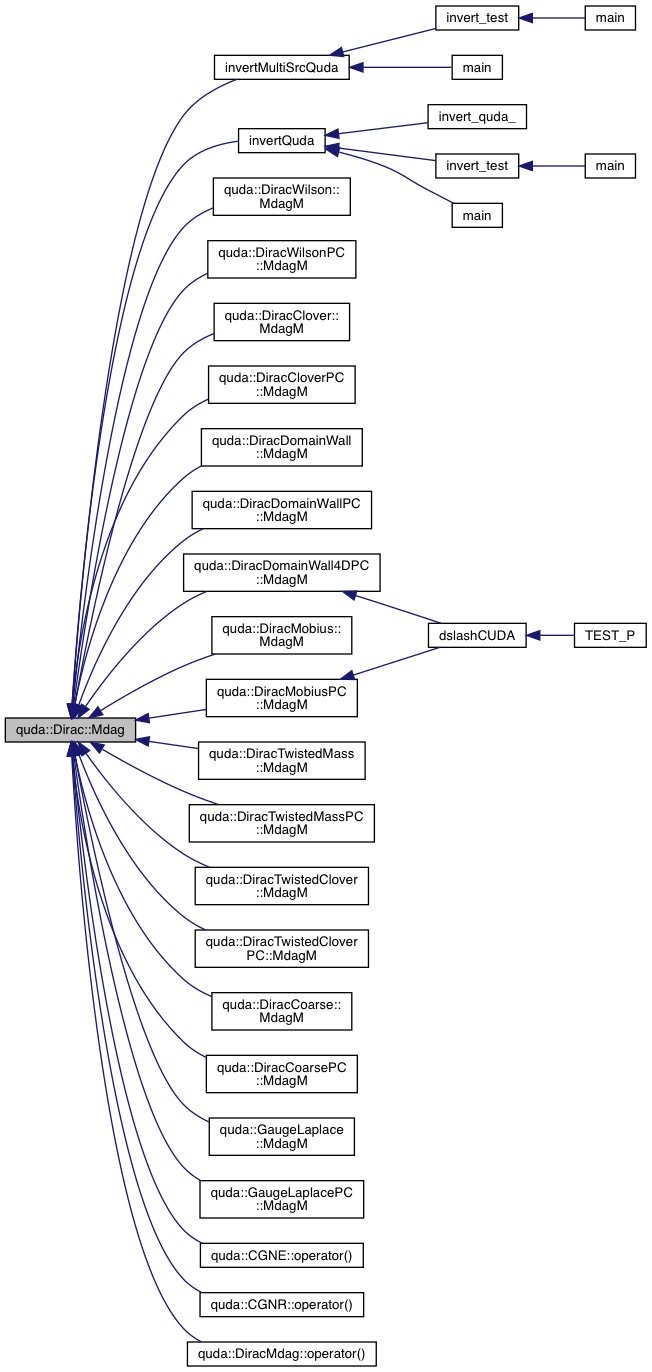 invert_test
main
invertMultiSrcQuda
main
invert_quda_
invertQuda
invert_test
main
main
quda::DiracWilson::
MdagM
quda::DiracWilsonPC
::MdagM
quda::DiracClover::
MdagM
quda::DiracCloverPC
::MdagM
quda::DiracDomainWall
::MdagM
quda::DiracDomainWallPC
::MdagM
quda::DiracDomainWall4DPC
::MdagM
quda::DiracMobius::
MdagM
dslashCUDA
TEST_P
quda::DiracMobiusPC
::MdagM
quda::Dirac::Mdag
quda::DiracTwistedMass
::MdagM
quda::DiracTwistedMassPC
::MdagM
quda::DiracTwistedClover
::MdagM
quda::DiracTwistedClover
PC::MdagM
quda::DiracCoarse::
MdagM
quda::DiracCoarsePC
::MdagM
quda::GaugeLaplace
::MdagM
quda::GaugeLaplacePC
::MdagM
quda::CGNE::operator()
quda::CGNR::operator()
quda::DiracMdag::operator()